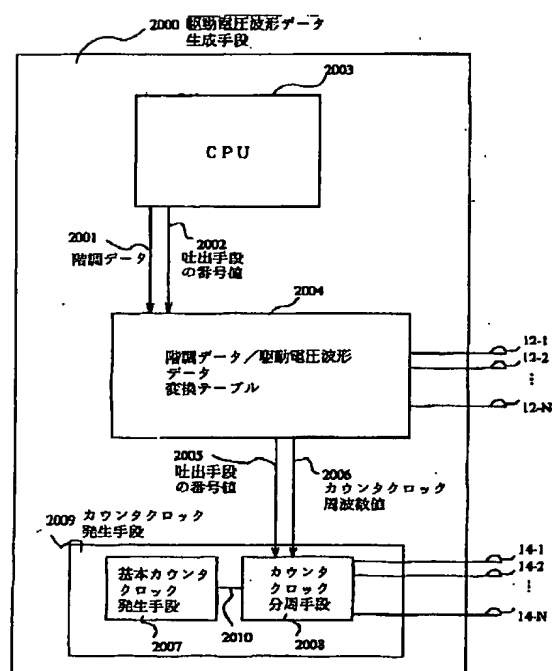 2000 駆動電圧波形データ
生成手段
2003
CPU
2001
階調データ
2002
吐出手段
の番号値
2004
階調データ/駆動電圧波形
データ
変換テーブル
12-1
12-2
⋮
12-N
2005
吐出手段
の番号値
2006
カウンタクロック
周波数値
2009 カウンタクロック
発生手段
基本カウンタ
クロック
発生手段
2007
2010
カウンタ
クロック
分周手段
2008
14-1
14-2
⋮
14-N